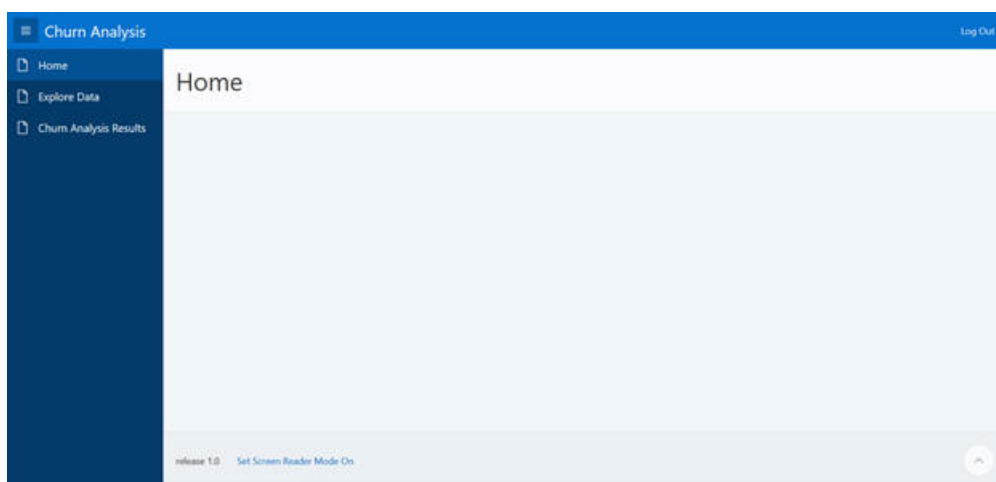 Churn Analysis
Log Out
Home
Explore Data
Churn Analysis Results
Home
release 1.0 Set Screen Reader Mode On